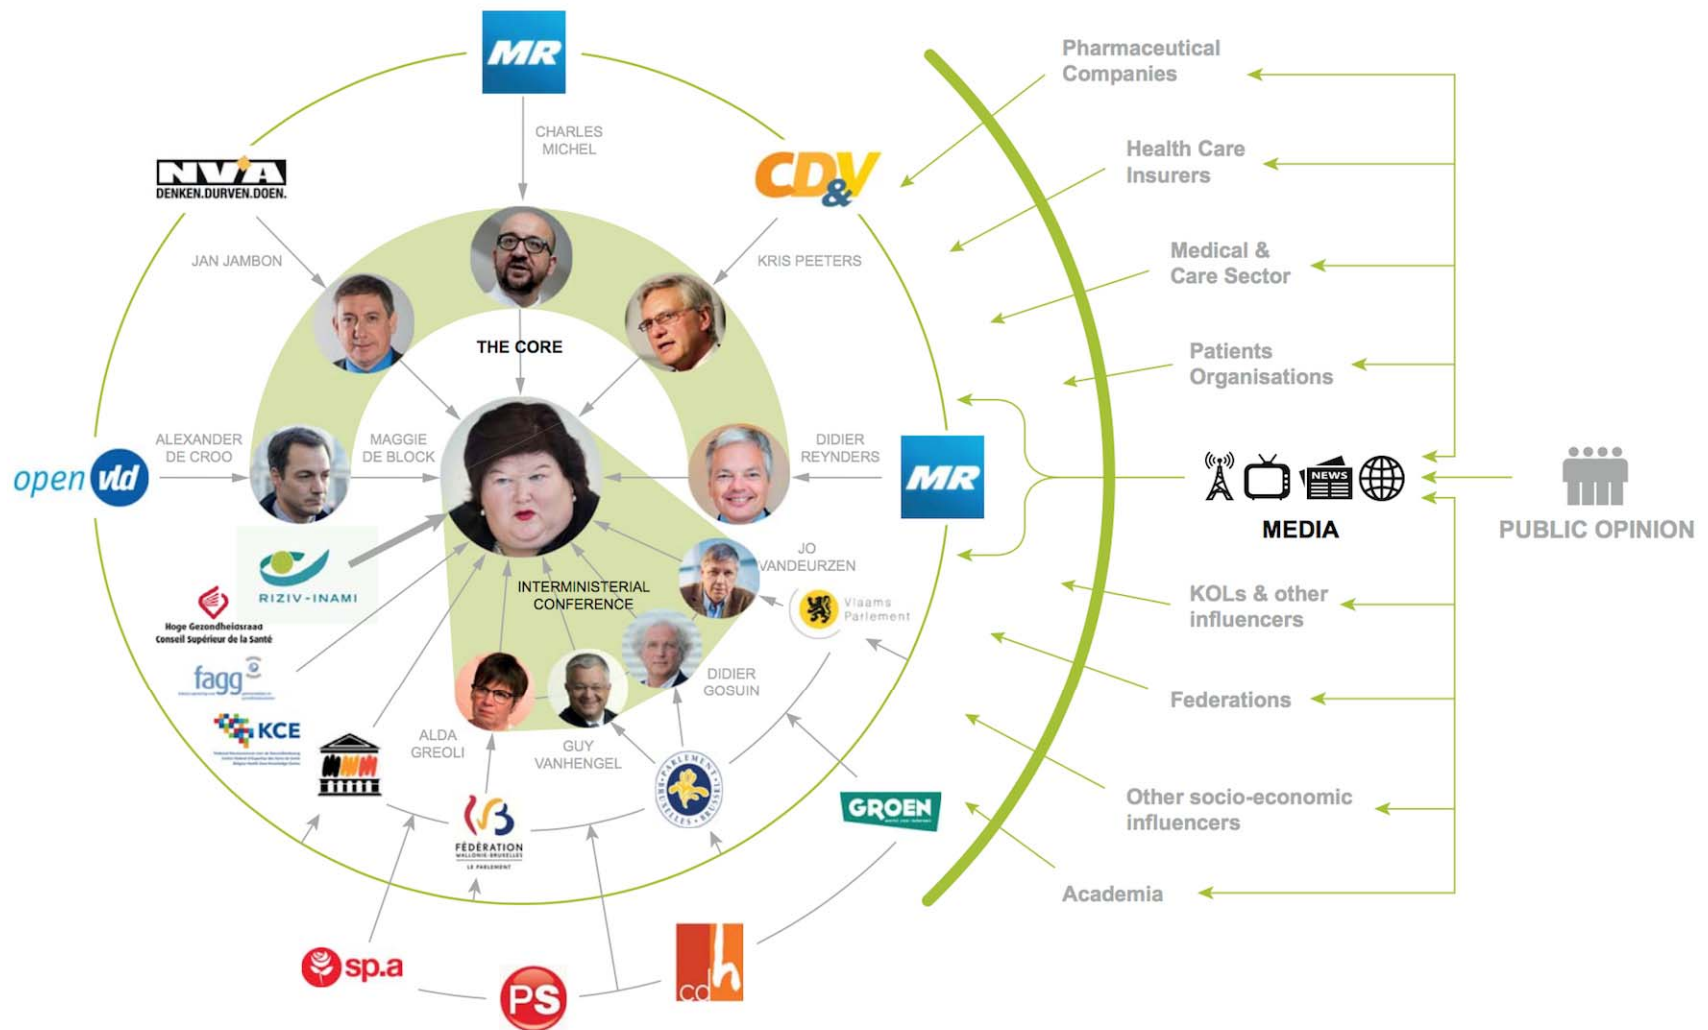 MR
Pharmaceutical
Companies
CHARLES
MICHEL
NVA
DENKEN.DURVEN.DOEN.
CD&V
Health Care
Insurers
JAN JAMBON
KRIS PEETERS
Medical &
Care Sector
THE CORE
Patients
Organisations
open vld
ALEXANDER
DE CROO
MAGGIE
DE BLOCK
DIDIER
REYNDERS
MR
NEWS
MEDIA
PUBLIC OPINION
RIZIV-INAMI
INTERMINISTERIAL
CONFERENCE
JO
VANDEURZEN
Vlaams
Parlement
KOLs & other
influencers
Hoge Gezondheidsraad
Conseil Supérieur de la Santé
fagg
DIDIER
GOSUIN
Federations
KCE
ALDA
GREOLI
GUY
VANHENGEL
PARLEMENT
BRUXELLES · BRUSSEL
GROEN
Other socio-economic
influencers
FÉDÉRATION
WALLONIE-BRUXELLES
LE PARLEMENT
Academia
sp.a
PS
cdh